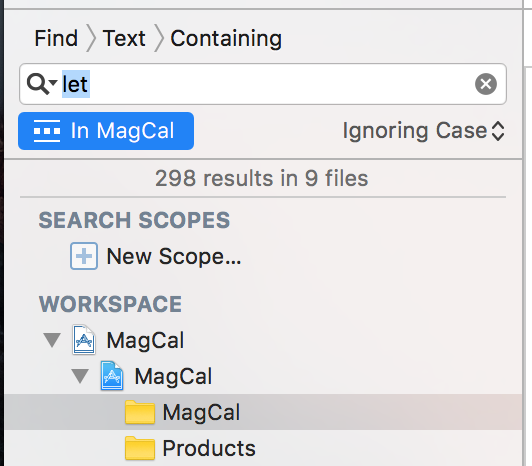 Find Text Containing
let
In MagCal Ignoring Case
298 results in 9 files
SEARCH SCOPES
New Scope...
WORKSPACE
MagCal
MagCal
MagCal
Products